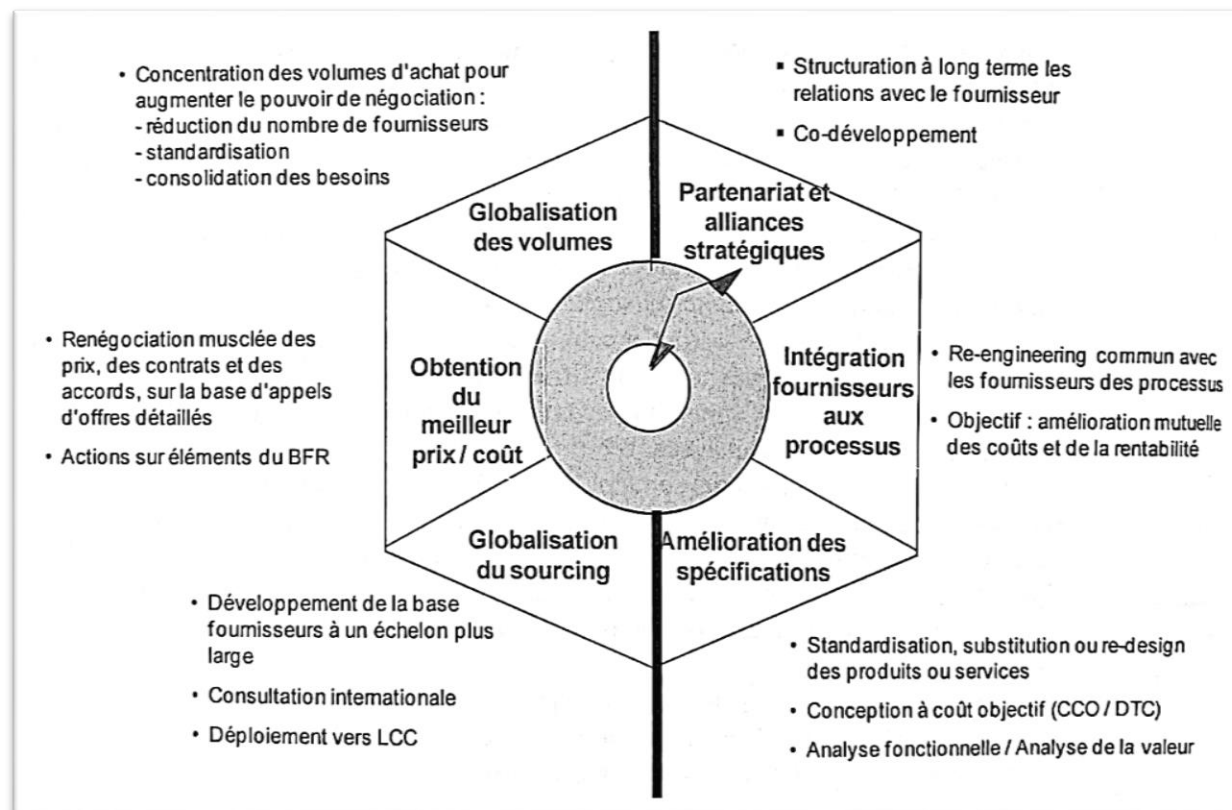 • Concentration des volumes d'achat pour
augmenter le pouvoir de négociation :
- réduction du nombre de fournisseurs
- standardisation
- consolidation des besoins
▪ Structuration à long terme les
relations avec le fournisseur
▪ Co-développement
Globalisation
des volumes
Partenariat et
alliances
stratégiques
• Renégociation musclée des
prix, des contrats et des
accords, sur la base d'appels
d'offres détaillés
• Actions sur éléments du BFR
Obtention
du
meilleur
prix / coût
Intégration
fournisseurs
aux
processus
• Re-engineering commun avec
les fournisseurs des processus
• Objectif : amélioration mutuelle
des coûts et de la rentabilité
Globalisation
du sourcing
Amélioration des
spécifications
• Développement de la base
fournisseurs à un échelon plus
large
• Consultation internationale
• Déploiement vers LCC
• Standardisation, substitution ou re-design
des produits ou services
• Conception à coût objectif (CCO / DTC)
• Analyse fonctionnelle / Analyse de la valeur